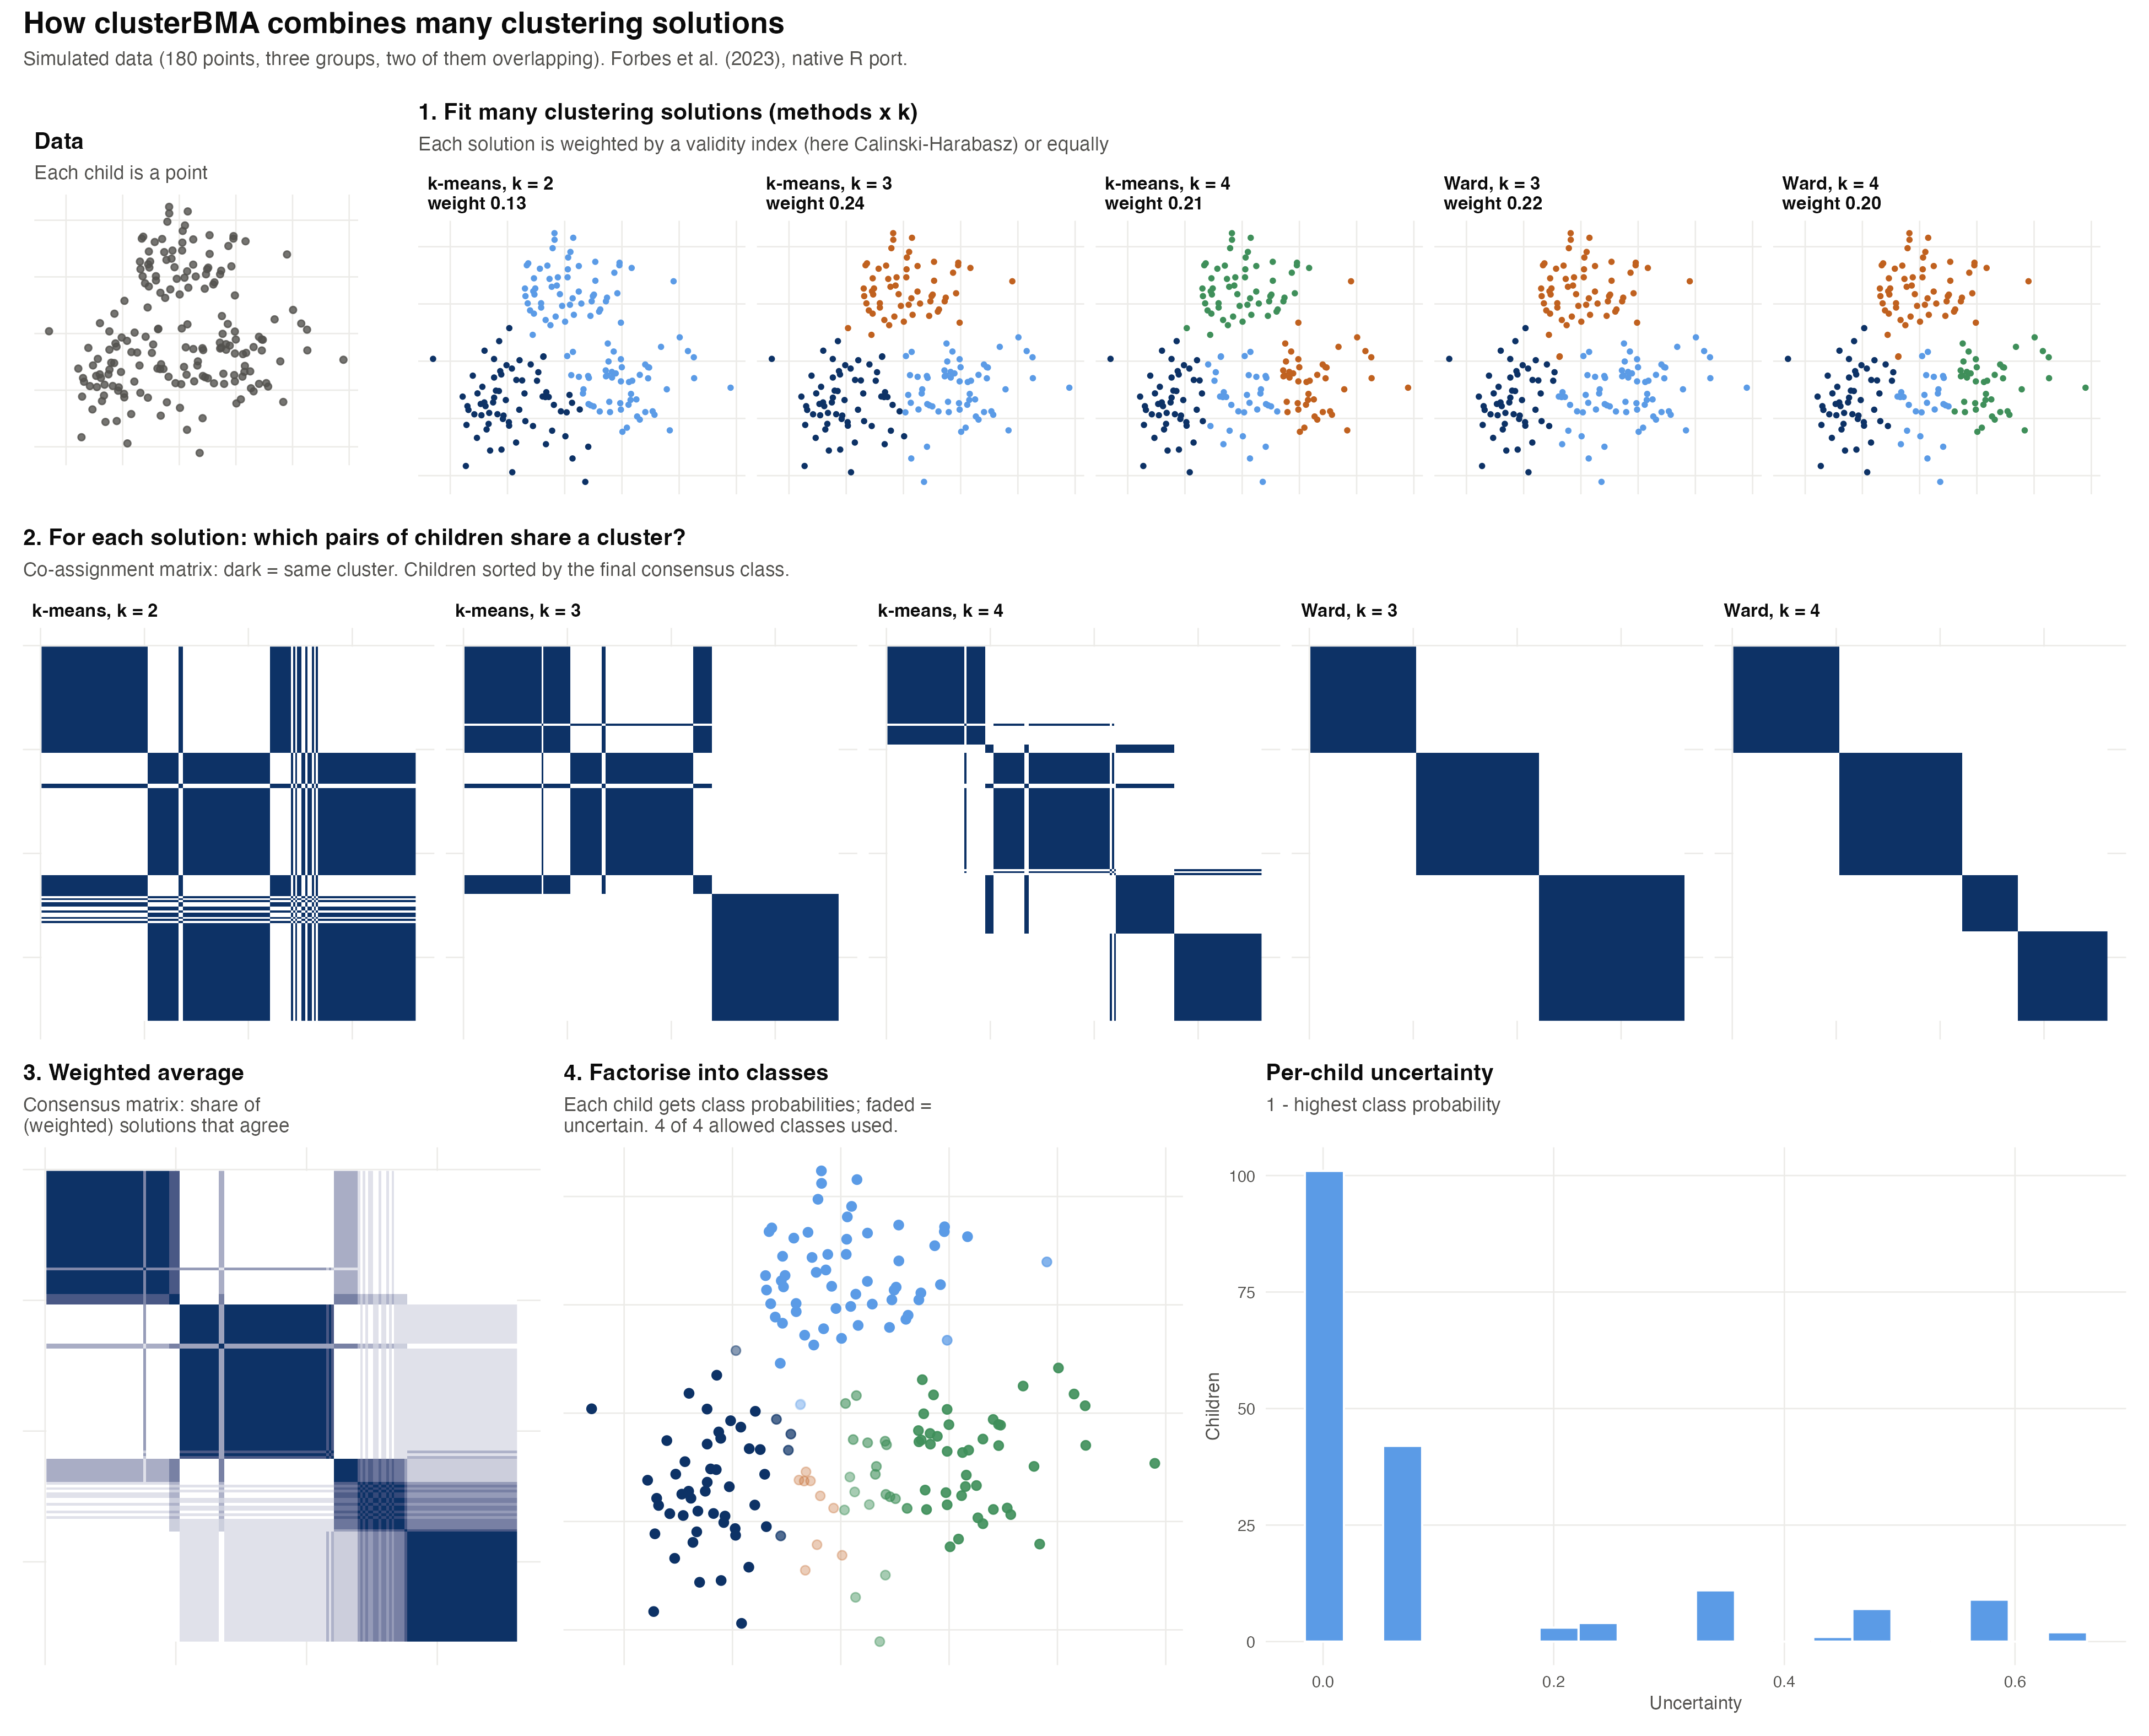 How clusterBMA combines many clustering solutions
Simulated data (180 points, three groups, two of them overlapping). Forbes et al. (2023), native R port.
Data
Each child is a point
1. Fit many clustering solutions (methods x k)
Each solution is weighted by a validity index (here Calinski-Harabasz) or equally
k-means, k = 2
weight 0.13
k-means, k = 3
weight 0.24
k-means, k = 4
weight 0.21
Ward, k = 3
weight 0.22
Ward, k = 4
weight 0.20
2. For each solution: which pairs of children share a cluster?
Co-assignment matrix: dark = same cluster. Children sorted by the final consensus class.
k-means, k = 2
k-means, k = 3
k-means, k = 4
Ward, k = 3
Ward, k = 4
3. Weighted average
Consensus matrix: share of
(weighted) solutions that agree
4. Factorise into classes
Each child gets class probabilities; faded =
uncertain. 4 of 4 allowed classes used.
Per-child uncertainty
1 - highest class probability
Children
100
75
50
25
0
0.0
0.2
0.4
0.6
Uncertainty